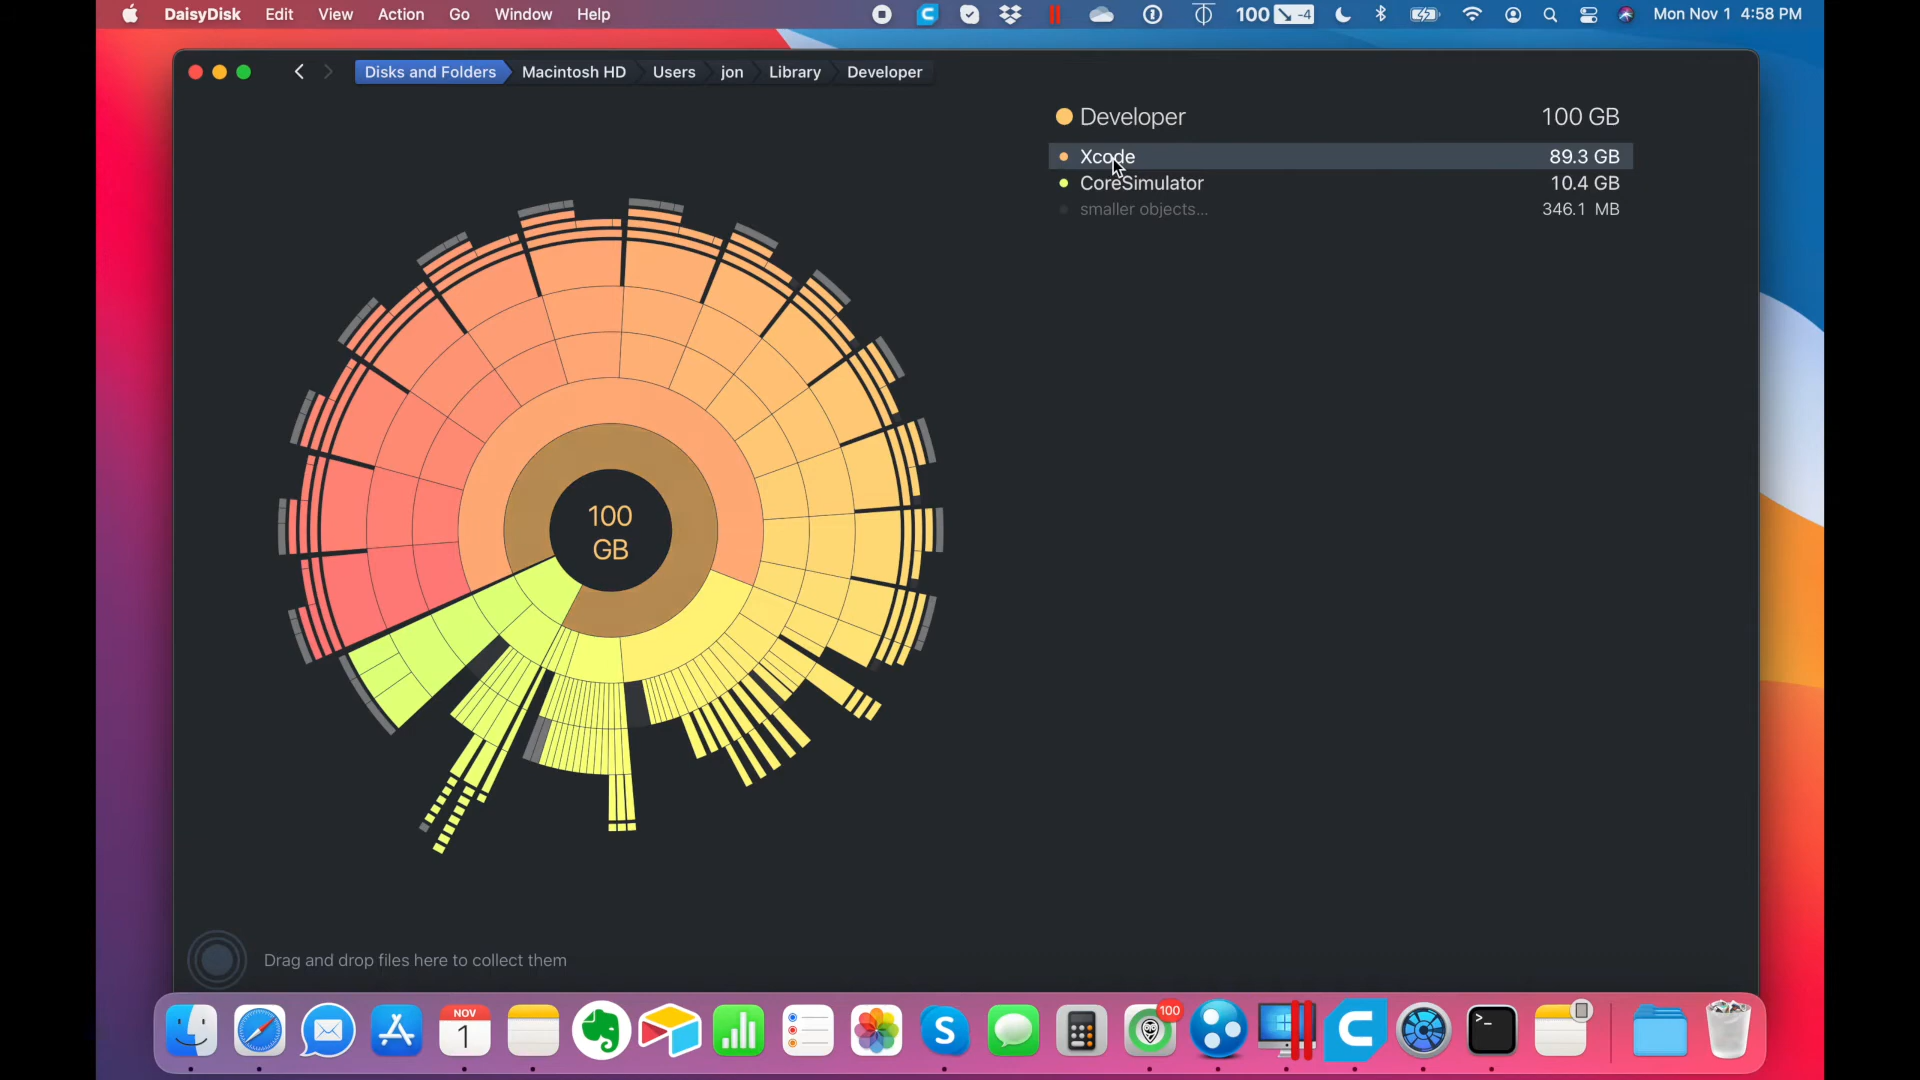 DaisyDisk Edit View Action Go Window Help 100 -4 Mon Nov 1 4:58 PM
Disks and Folders Macintosh HD Users jon Library Developer
Developer 100 GB
Xcode 89.3 GB
CoreSimulator 10.4 GB
smaller objects... 346.1 MB
100
GB
Drag and drop files here to collect them
NOV
1
S
100
C
>_